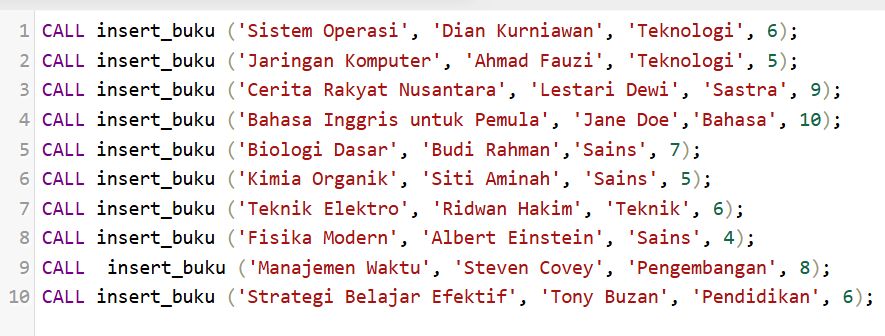 1 CALL insert_buku ('Sistem Operasi', 'Dian Kurniawan', 'Teknologi', 6);
2 CALL insert_buku ('Jaringan Komputer', 'Ahmad Fauzi', 'Teknologi', 5);
3 CALL insert_buku ('Cerita Rakyat Nusantara', 'Lestari Dewi', 'Sastra', 9);
4 CALL insert_buku ('Bahasa Inggris untuk Pemula', 'Jane Doe','Bahasa', 10);
5 CALL insert_buku ('Biologi Dasar', 'Budi Rahman','Sains', 7);
6 CALL insert_buku ('Kimia Organik', 'Siti Aminah', 'Sains', 5);
7 CALL insert_buku ('Teknik Elektro', 'Ridwan Hakim', 'Teknik', 6);
8 CALL insert_buku ('Fisika Modern', 'Albert Einstein', 'Sains', 4);
9 CALL  insert_buku ('Manajemen Waktu', 'Steven Covey', 'Pengembangan', 8);
10 CALL insert_buku ('Strategi Belajar Efektif', 'Tony Buzan', 'Pendidikan', 6);